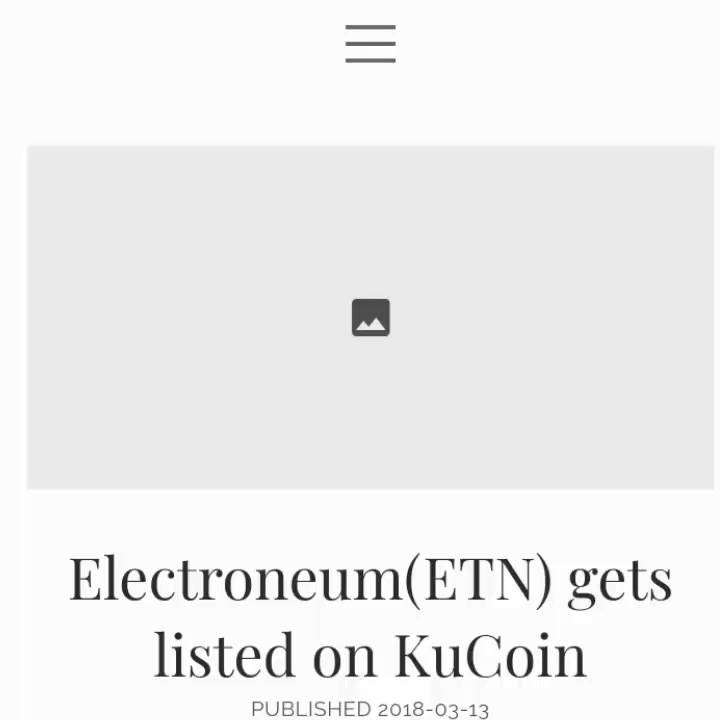 Electroneum(ETN) gets
listed on KuCoin
PUBLISHED 2018-03-13